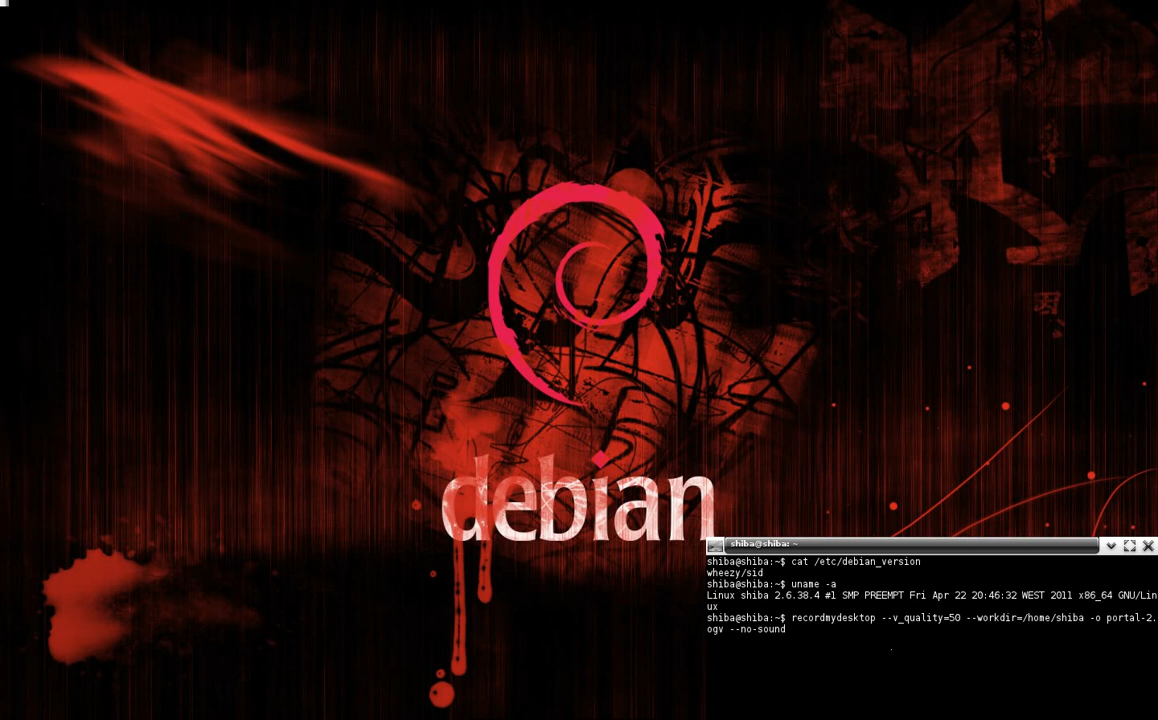 debian
shiba@shiba: ~
shiba@shiba:~$ cat /etc/debian_version
wheezy/sid
shiba@shiba:~$ uname -a
Linux shiba 2.6.38.4 #1 SMP PREEMPT Fri Apr 22 20:46:32 WEST 2011 x86_64 GNU/Lin
ux
shiba@shiba:~$ recordmydesktop --v_quality=50 --workdir=/home/shiba -o portal-2.
ogv --no-sound